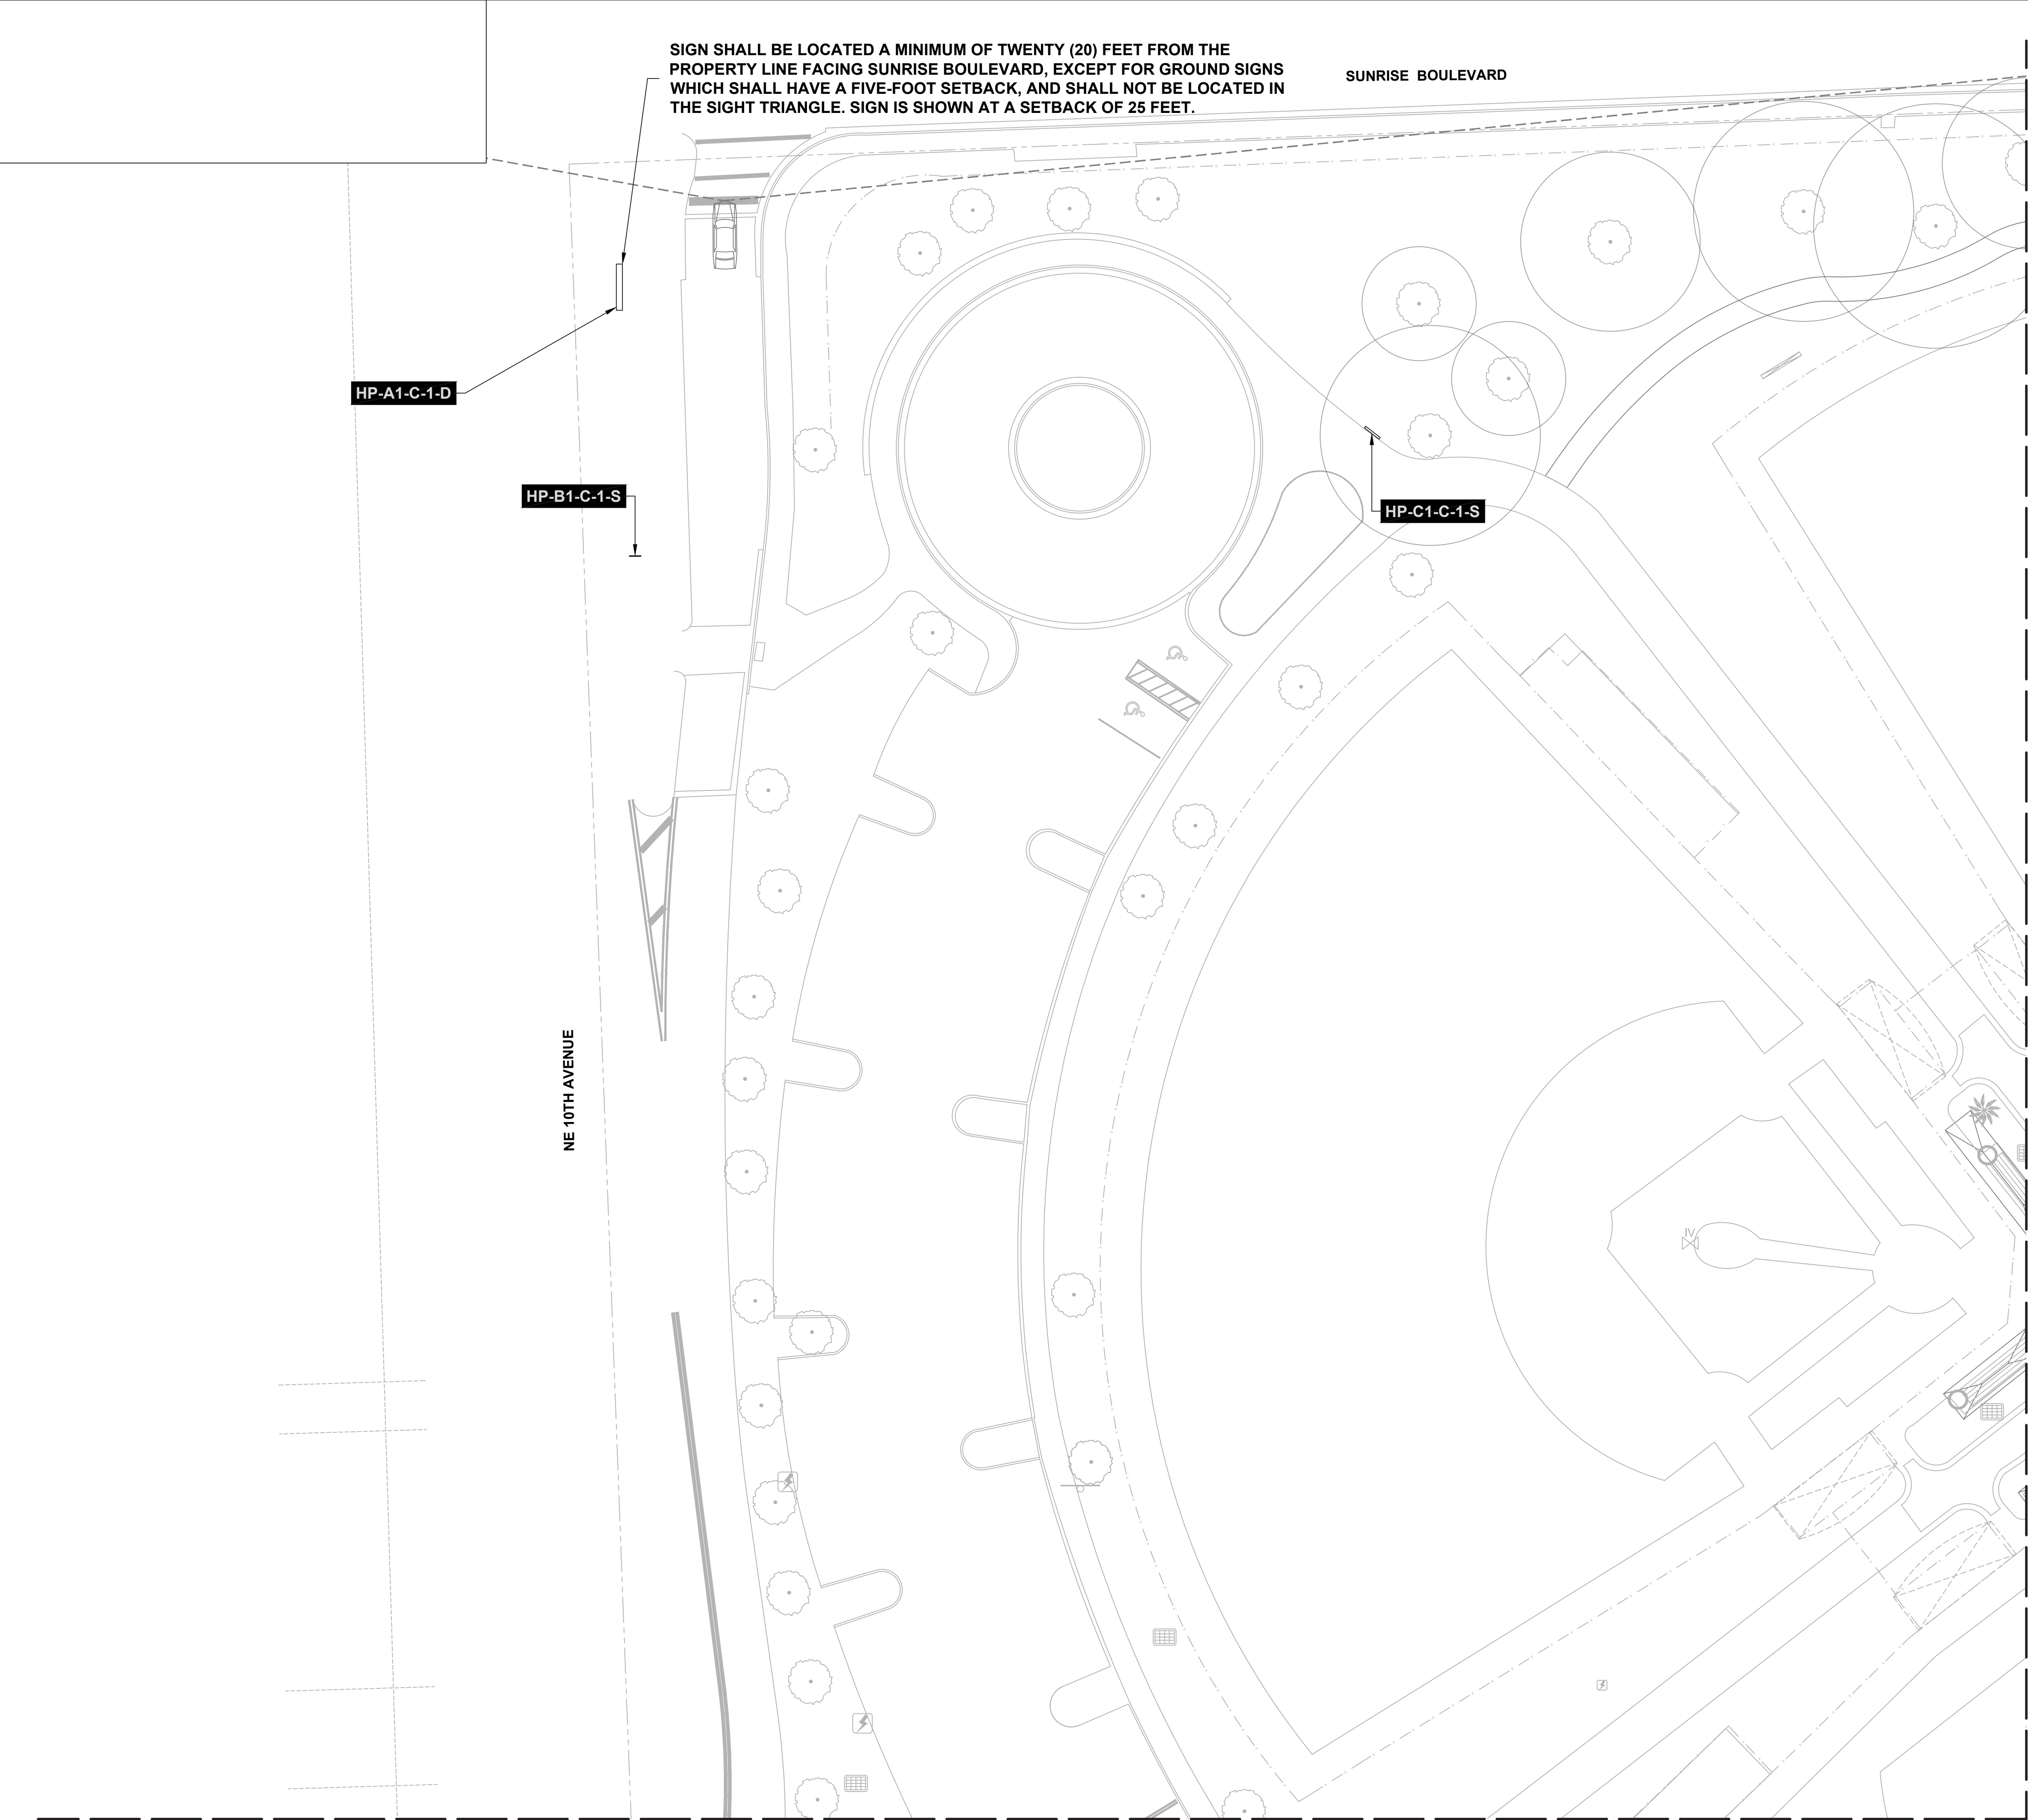 SIGN SHALL BE LOCATED A MINIMUM OF TWENTY (20) FEET FROM THE
PROPERTY LINE FACING SUNRISE BOULEVARD, EXCEPT FOR GROUND SIGNS
WHICH SHALL HAVE A FIVE-FOOT SETBACK, AND SHALL NOT BE LOCATED IN
THE SIGHT TRIANGLE. SIGN IS SHOWN AT A SETBACK OF 25 FEET.
SUNRISE BOULEVARD
HP-A1-C-1-D
HP-B1-C-1-S
HP-C1-C-1-S
NE 10TH AVENUE
IV